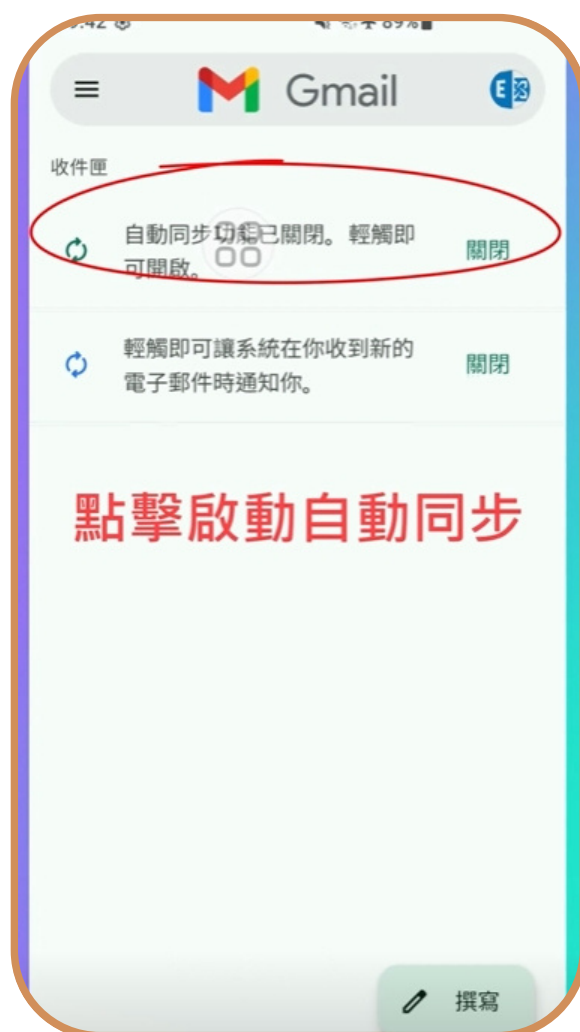 Gmail
收件匣
自動同步功能已關閉。輕觸即
可開啟。
關閉
輕觸即可讓系統在你收到新的
電子郵件時通知你。
關閉
點擊啟動自動同步
撰寫